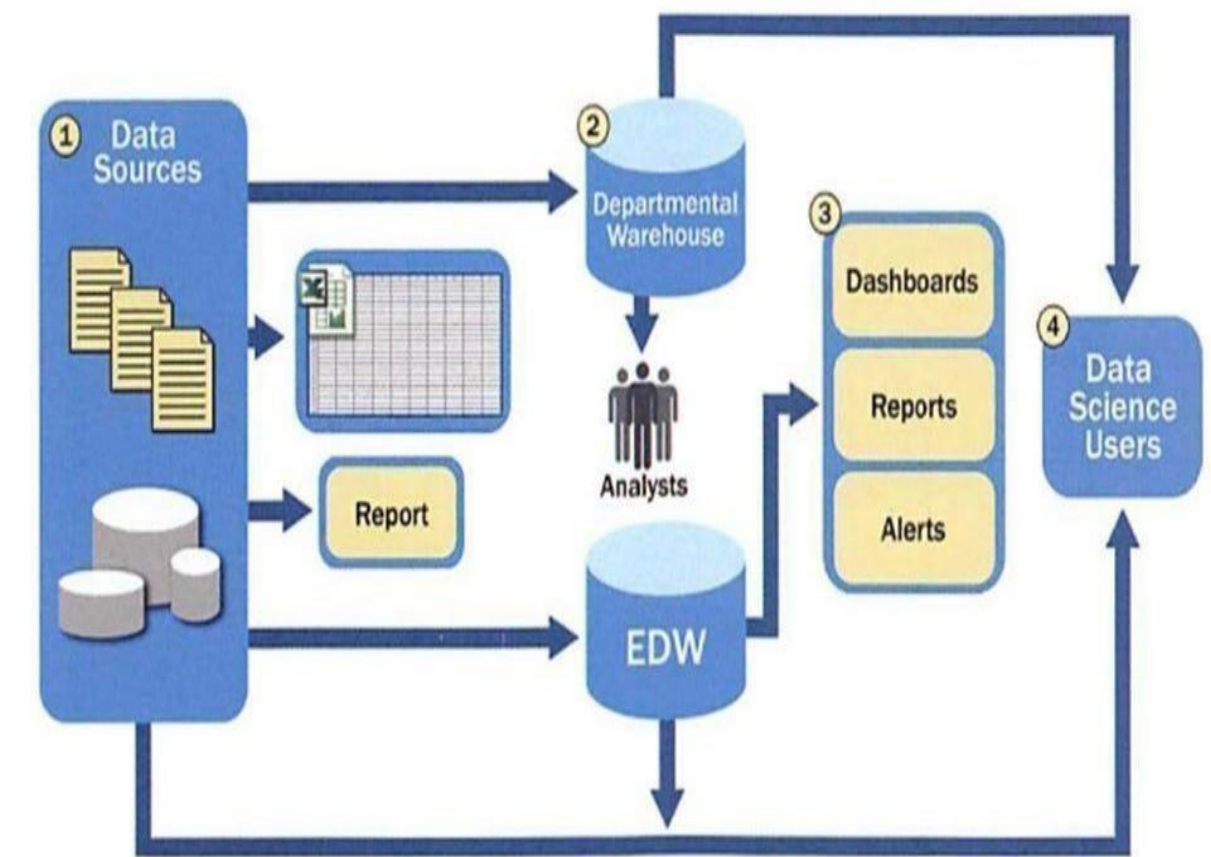 1
Data
Sources
2
Departmental
Warehouse
3
Dashboards
Reports
Alerts
4
Data
Science
Users
X
Analysts
Report
EDW